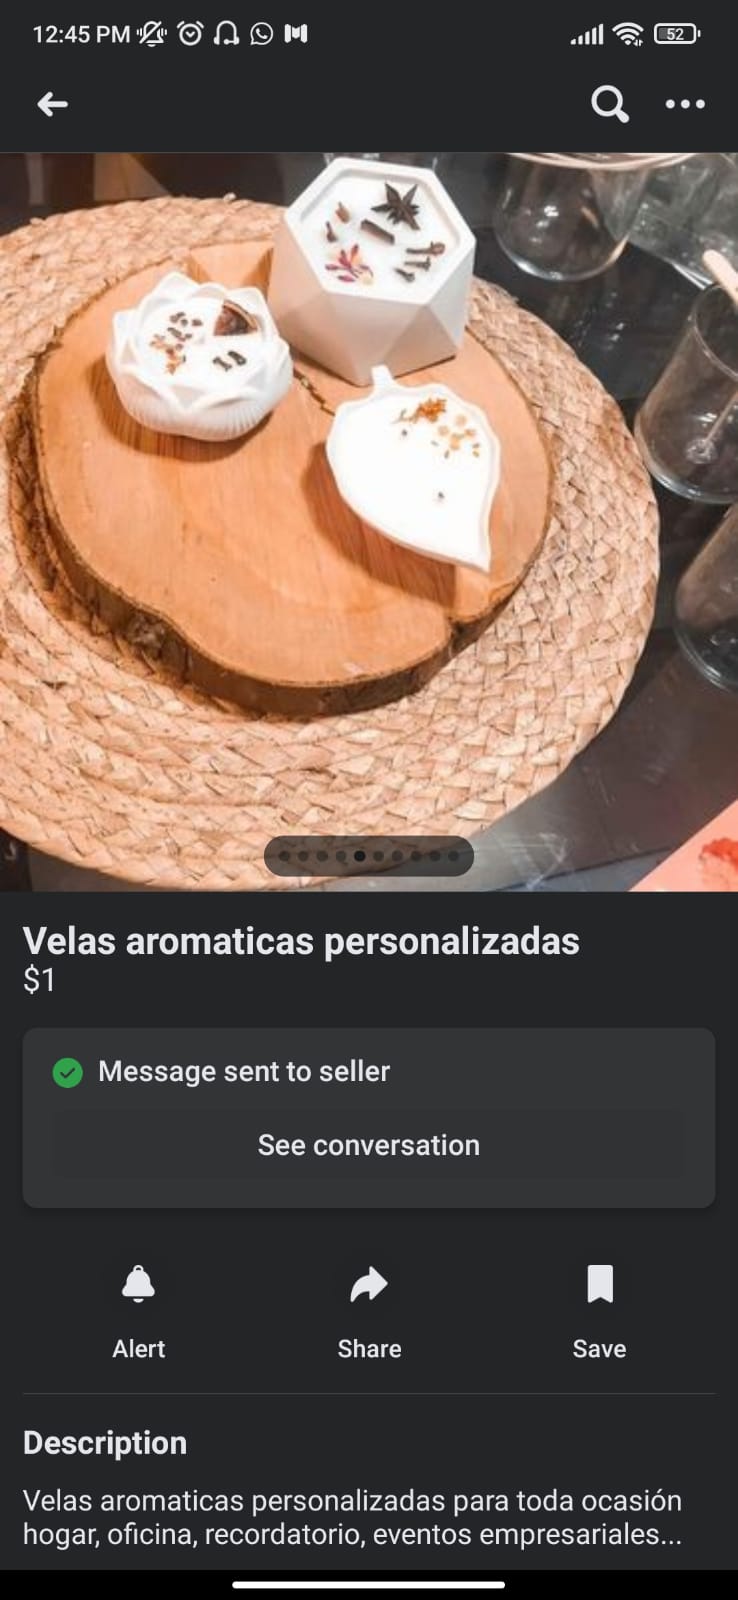 12:45 PM
52
Velas aromaticas personalizadas
$1
Message sent to seller
See conversation
Alert
Share
Save
Description
Velas aromaticas personalizadas para toda ocasión
hogar, oficina, recordatorio, eventos empresariales...